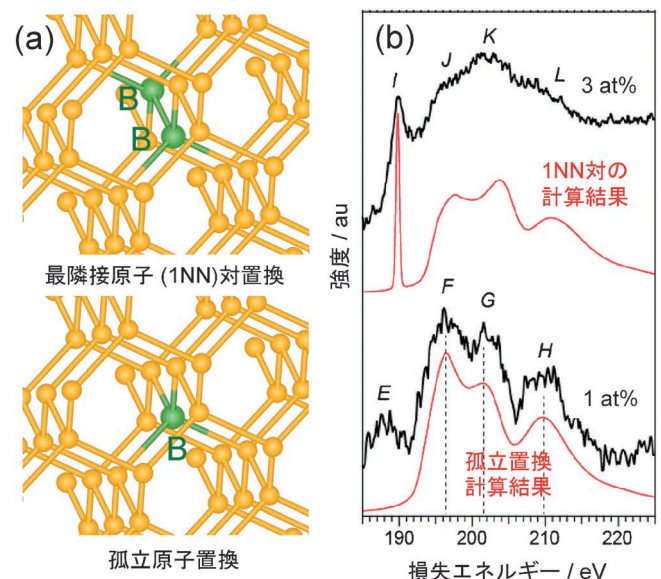 (a)
B
B
最隣接原子 (1NN)対置換
B
孤立原子置換
(b)
I
J
K
L
3 at%
1NN対の
計算結果
E
F
G
H
1 at%
孤立置換
計算結果
強度 / au
190
200
210
220
損失エネルギー / eV